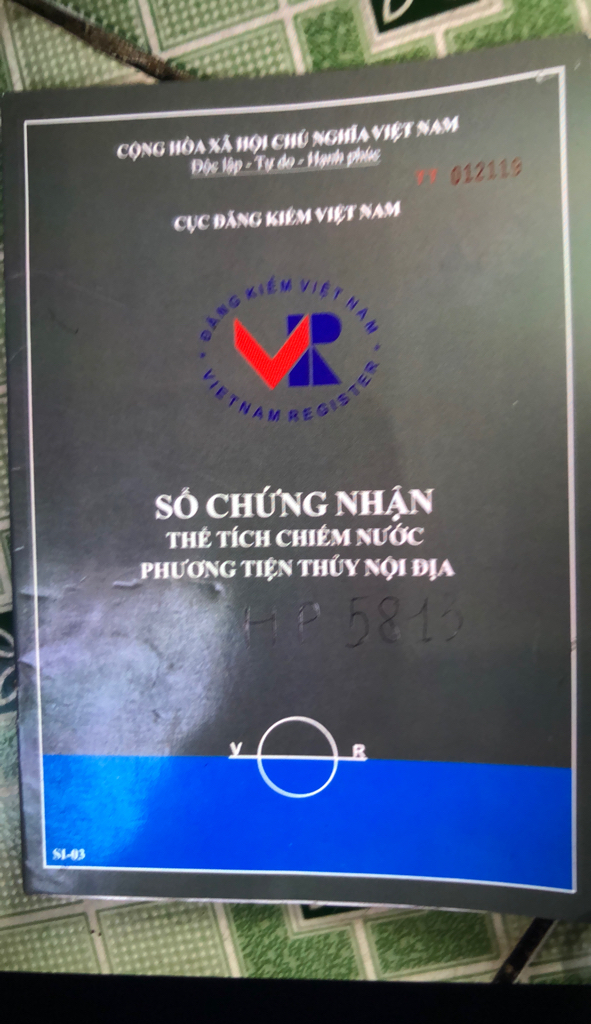 CỘNG HÒA XÃ HỘI CHỦ NGHĨA VIỆT NAM
Độc lập - Tự do - Hạnh phúc
012119
CỤC ĐĂNG KIỂM VIỆT NAM
ĐĂNG KIỂM VIỆT NAM
VR
VIETNAM REGISTER
SỔ CHỨNG NHẬN
THỂ TÍCH CHIẾM NƯỚC
PHƯƠNG TIỆN THỦY NỘI ĐỊA
HP 5813
V R
SI-03